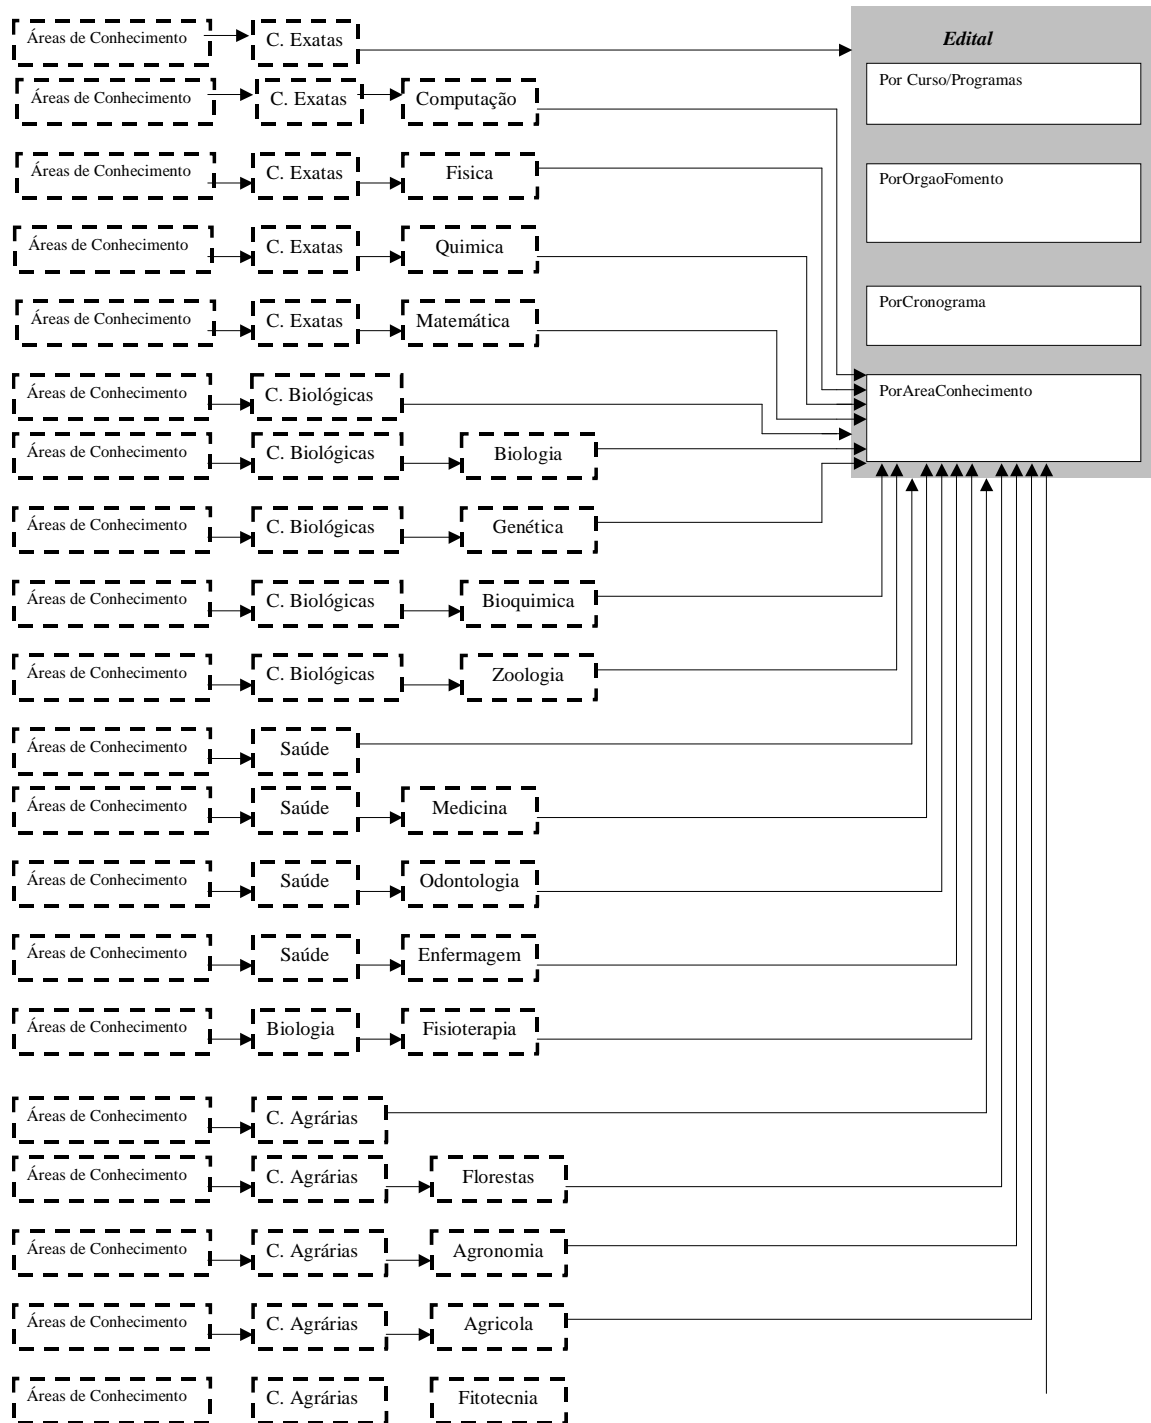 Áreas de Conhecimento
C. Exatas
Edital
Por Curso/Programas
Áreas de Conhecimento
C. Exatas
Computação
Áreas de Conhecimento
C. Exatas
Fisica
PorOrgaoFomento
Áreas de Conhecimento
C. Exatas
Quimica
PorCronograma
Áreas de Conhecimento
C. Exatas
Matemática
Áreas de Conhecimento
C. Biológicas
PorAreaConhecimento
Áreas de Conhecimento
C. Biológicas
Biologia
Áreas de Conhecimento
C. Biológicas
Genética
Áreas de Conhecimento
C. Biológicas
Bioquimica
Áreas de Conhecimento
C. Biológicas
Zoologia
Áreas de Conhecimento
Saúde
Áreas de Conhecimento
Saúde
Medicina
Áreas de Conhecimento
Saúde
Odontologia
Áreas de Conhecimento
Saúde
Enfermagem
Áreas de Conhecimento
Biologia
Fisioterapia
Áreas de Conhecimento
C. Agrárias
Áreas de Conhecimento
C. Agrárias
Florestas
Áreas de Conhecimento
C. Agrárias
Agronomia
Áreas de Conhecimento
C. Agrárias
Agricola
Áreas de Conhecimento
C. Agrárias
Fitotecnia